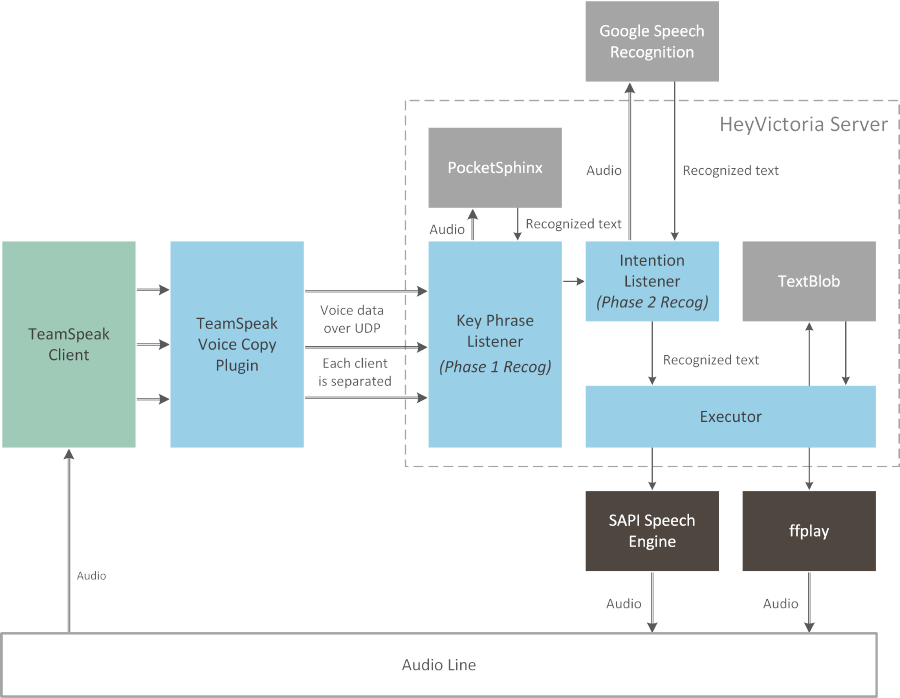 Google Speech
Recognition
HeyVictoria Server
PocketSphinx
Audio
Recognized text
Audio
Recognized text
TeamSpeak
Client
TeamSpeak
Voice Copy
Plugin
Voice data
over UDP
Each client
is separated
Key Phrase
Listener
(Phase 1 Recog)
Intention
Listener
(Phase 2 Recog)
TextBlob
Recognized text
Executor
SAPI Speech
Engine
ffplay
Audio
Audio
Audio
Audio Line